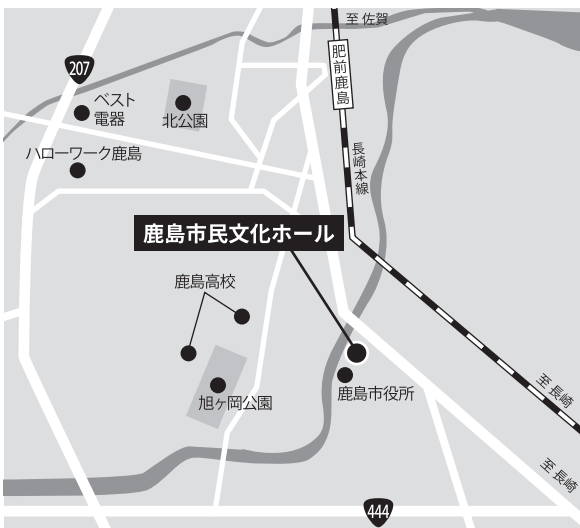 至 佐賀
肥前鹿島
207
ベスト
電器
北公園
ハローワーク鹿島
長崎本線
鹿島市民文化ホール
鹿島高校
旭ヶ岡公園
鹿島市役所
至 長崎
至 長崎
444